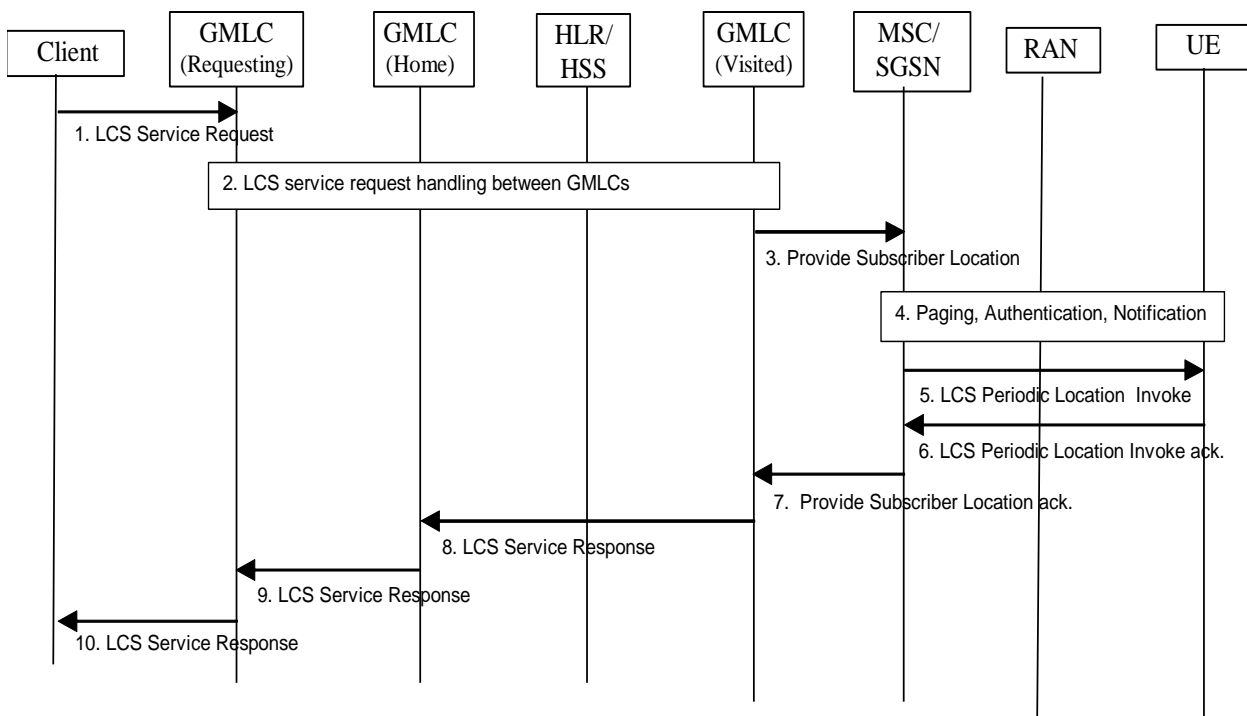 Client
GMLC
(Requesting)
GMLC
(Home)
HLR/
HSS
GMLC
(Visited)
MSC/
SGSN
RAN
UE
1. LCS Service Request
2. LCS service request handling between GMLCs
3. Provide Subscriber Location
4. Paging, Authentication, Notification
5. LCS Periodic Location Invoke
6. LCS Periodic Location Invoke ack.
7. Provide Subscriber Location ack.
8. LCS Service Response
9. LCS Service Response
10. LCS Service Response